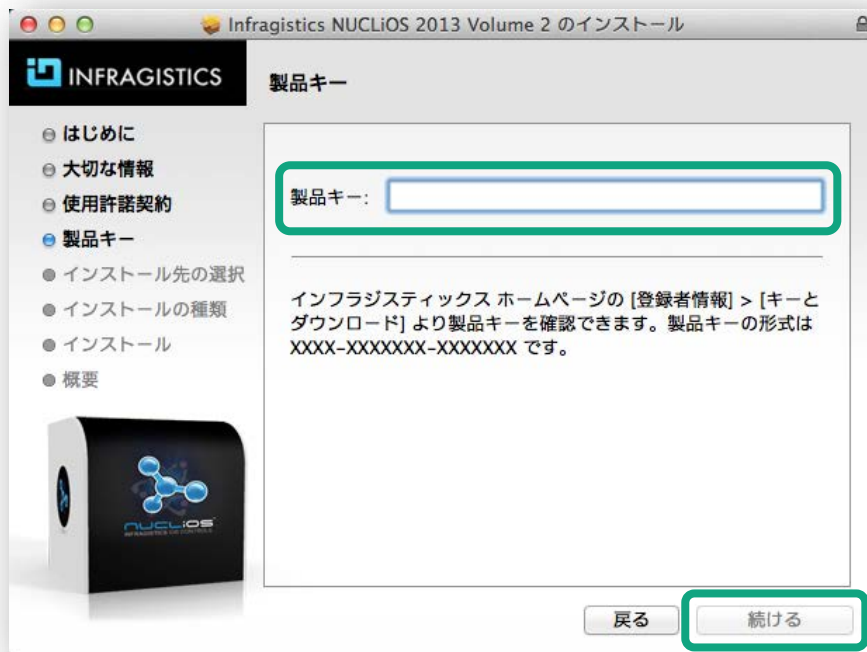 Infragistics NUCLiOS 2013 Volume 2 のインストール
INFRAGISTICS
製品キー
はじめに
大切な情報
使用許諾契約
製品キー
インストール先の選択
インストールの種類
インストール
概要
製品キー:
インフラジスティックス ホームページの [登録者情報] > [キーと
ダウンロード] より製品キーを確認できます。製品キーの形式は
XXXX-XXXXXXX-XXXXXXX です。
NUCLiOS
INFRAGISTICS iOS CONTROLS
戻る
続ける